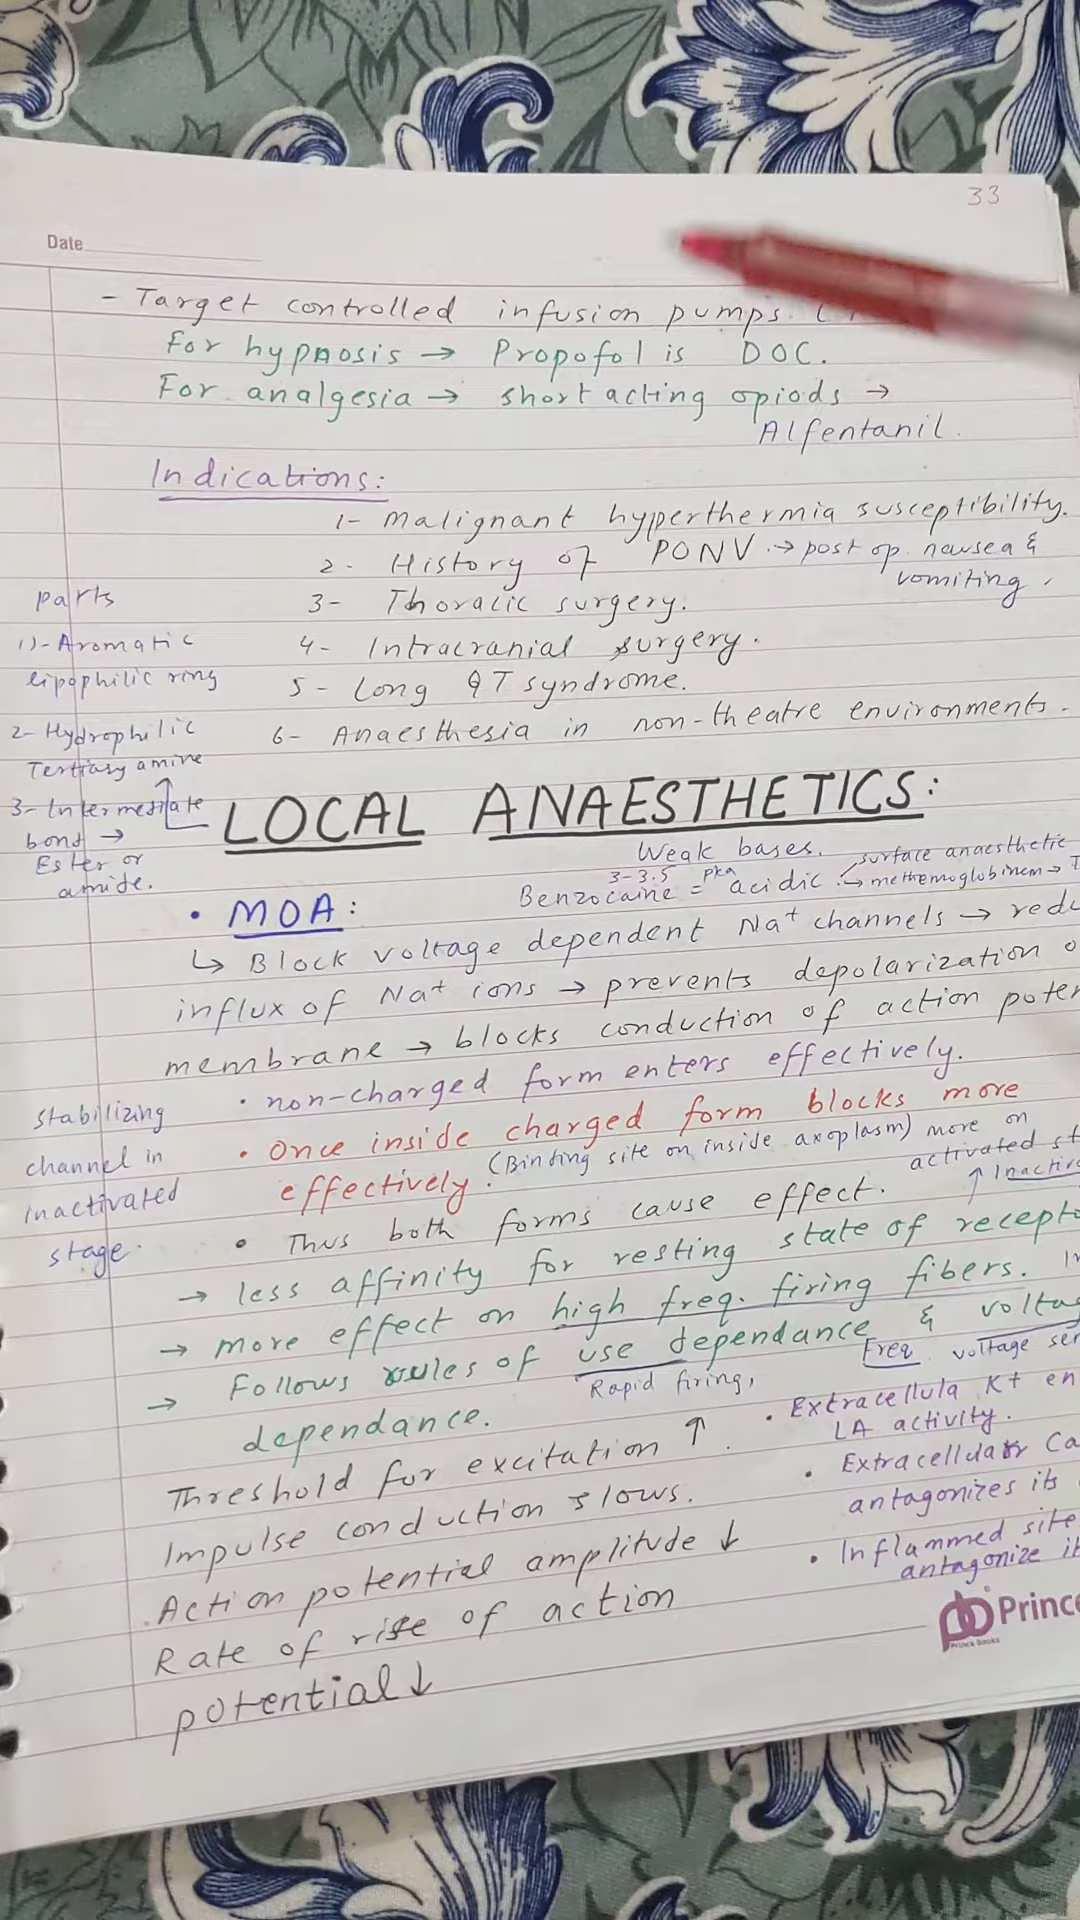 33
Date
- Target controlled infusion pumps. (
For hypnosis → Propofol is DOC.
For analgesia → short acting opiods →
Alfentanil.
Indications:
1- Malignant hyperthermia susceptibility.
2- History of PONV → post op. nausea &
vomiting,
3- Thoracic surgery.
4- Intracranial surgery.
5- Long QT syndrome.
6- Anaesthesia in non-theatre environments.
parts
1)-Aromatic
lipophilic ring
2- Hydrophilic
Tertiary amine
3- Intermediate
bond →
Ester or
amide.
LOCAL ANAESTHETICS:
Weak bases.
surface anaesthetic
3-3.5 pka
Benzocaine = acidic. → methemoglobinem →
• MOA:
↳ Block voltage dependent Na+ channels →
influx of Na+ ions → prevents depolarization
membrane → blocks conduction of action
• non-charged form enters effectively.
• Once inside charged form blocks more
effectively. (Binding site on inside axoplasm) more on
activated
↑
• Thus both forms cause effect.
stabilizing
channel in
inactivated
stage.
→ less affinity for resting state of
→ more effect on high freq. firing fibers.
→ Follows rules of use dependance &
Freq voltage
Rapid firing,
dependance.
Threshold for excitation ↑.
Impulse conduction slows.
Action potential amplitude ↓
Rate of rise of action
potential ↓
• Extracellula K+
LA activity.
• Extracellular
antagonizes its
• Inflammed site
antagonize
Prince
Prince Books